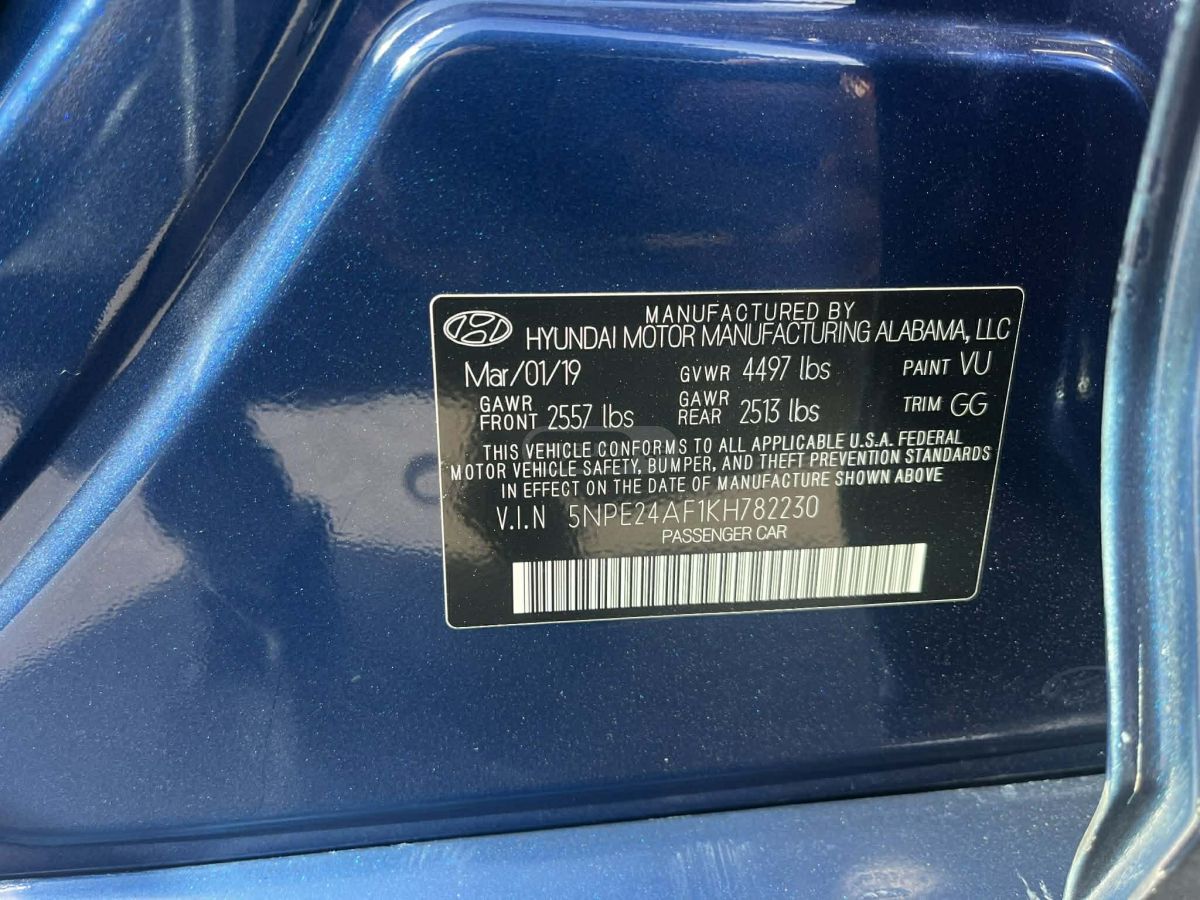 MANUFACTURED BY
HYUNDAI MOTOR MANUFACTURING ALABAMA, LLC
Mar/01/19 GVWR 4497 lbs PAINT VU
GAWR FRONT 2557 lbs GAWR REAR 2513 lbs TRIM GG
THIS VEHICLE CONFORMS TO ALL APPLICABLE U.S.A. FEDERAL
MOTOR VEHICLE SAFETY, BUMPER, AND THEFT PREVENTION STANDARDS
IN EFFECT ON THE DATE OF MANUFACTURE SHOWN ABOVE
V.I.N 5NPE24AF1KH782230
PASSENGER CAR